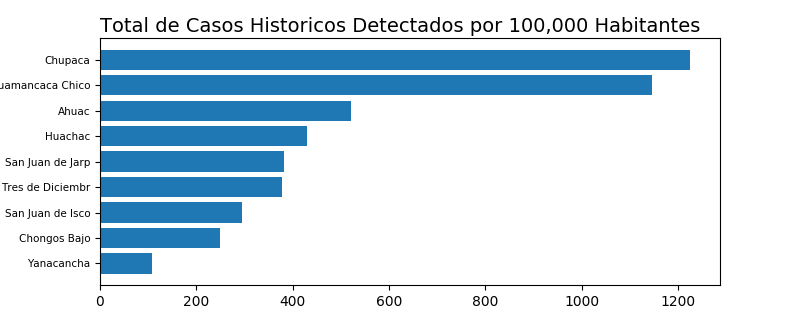 Total de Casos Historicos Detectados por 100,000 Habitantes
Chupaca
uamancaca Chico
Ahuac
Huachac
San Juan de Jarp
Tres de Diciembr
San Juan de Isco
Chongos Bajo
Yanacancha
0 200 400 600 800 1000 1200